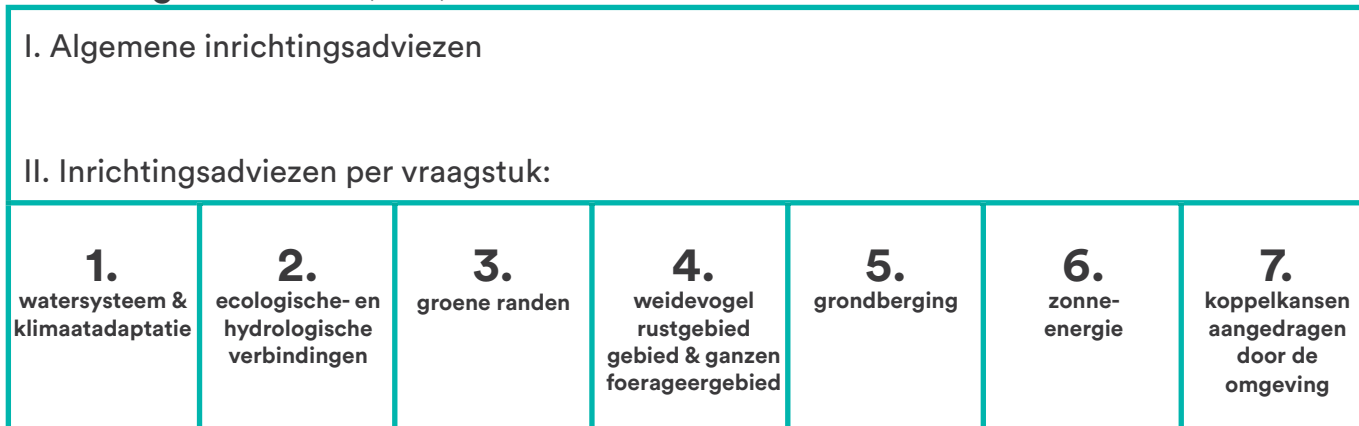 I. Algemene inrichtingsadviezen
II. Inrichtingsadviezen per vraagstuk:
1.
watersysteem &
klimaatadaptatie
2.
ecologische- en
hydrologische
verbindingen
3.
groene randen
4.
weidevogel
rustgebied
gebied & ganzen
foerageergebied
5.
grondberging
6.
zonne-
energie
7.
koppelkansen
aangedragen
door de
omgeving